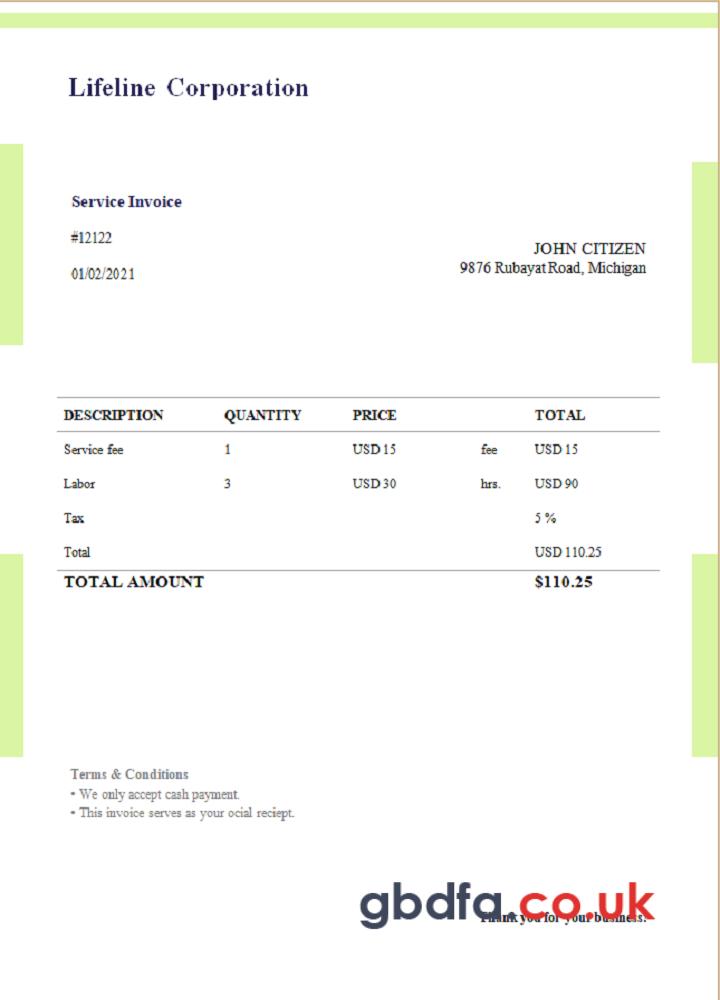 Lifeline Corporation
Service Invoice
#12122
01/02/2021
JOHN CITIZEN
9876 Rubayat Road, Michigan
DESCRIPTION QUANTITY PRICE TOTAL
Service fee 1 USD 15 fee USD 15
Labor 3 USD 30 hrs. USD 90
Tax 5 %
Total USD 110.25
TOTAL AMOUNT $110.25
Terms & Conditions
• We only accept cash payment.
• This invoice serves as your ocial reciept.
gbdfa.co.uk
Thank you for your business!